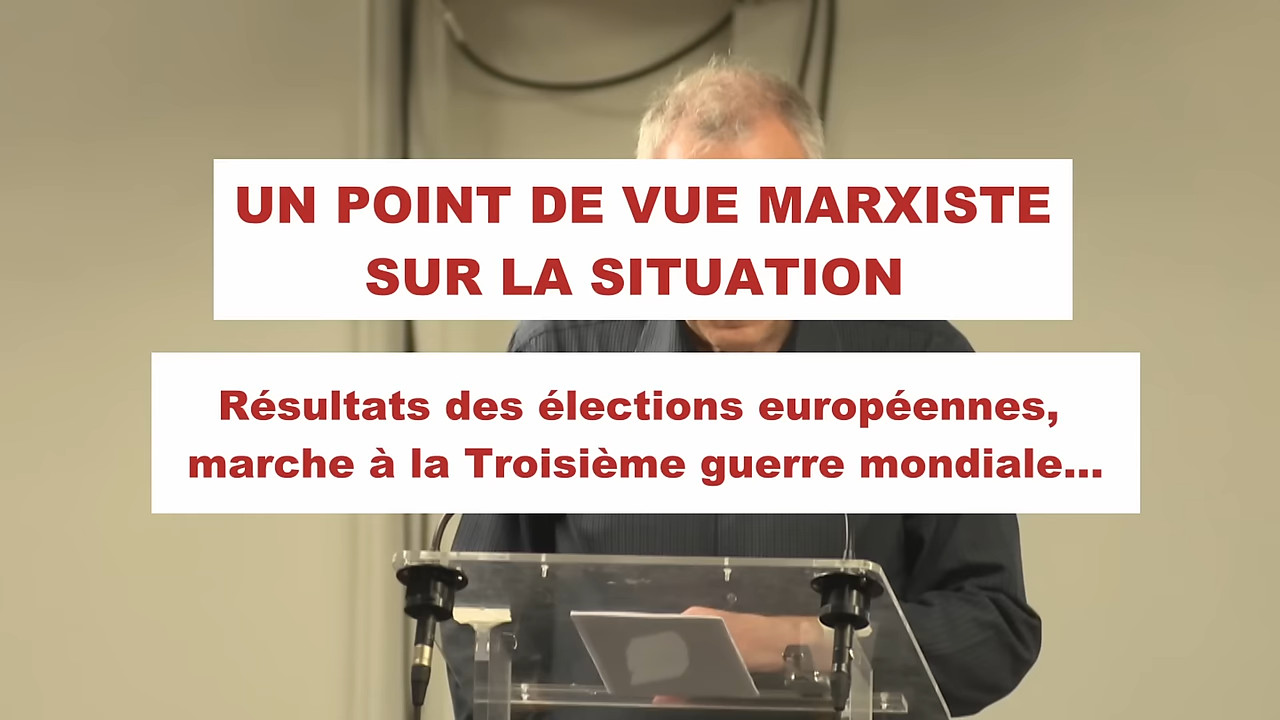 UN POINT DE VUE MARXISTE
SUR LA SITUATION
Résultats des élections européennes,
marche à la Troisième guerre mondiale...